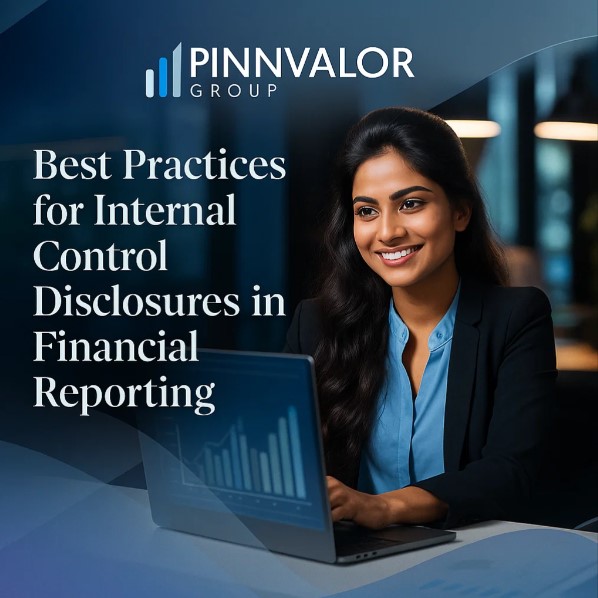 PINNVALOR
GROUP
Best Practices
for Internal
Control
Disclosures in
Financial
Reporting